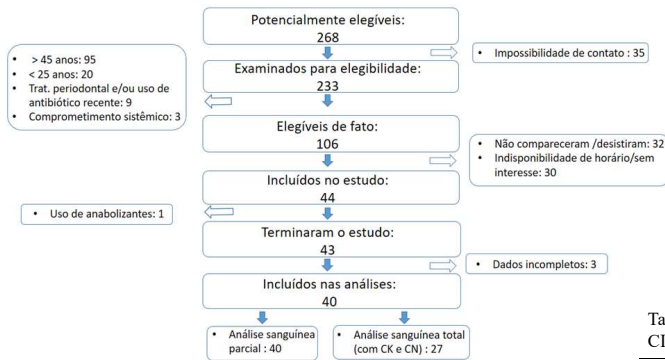 Potencialmente elegíveis:
268
• Impossibilidade de contato : 35
• > 45 anos: 95
• < 25 anos: 20
• Trat. periodontal e/ou uso de
antibiótico recente: 9
• Comprometimento sistêmico: 3
Examinados para elegibilidade:
233
Elegíveis de fato:
106
• Não compareceram /desistiram: 32
• Indisponibilidade de horário/sem
interesse: 30
Incluídos no estudo:
44
• Uso de anabolizantes: 1
Terminaram o estudo:
43
• Dados incompletos: 3
Incluídos nas análises:
40
Análise sanguínea
parcial : 40
Análise sanguínea total
(com CK e CN) : 27